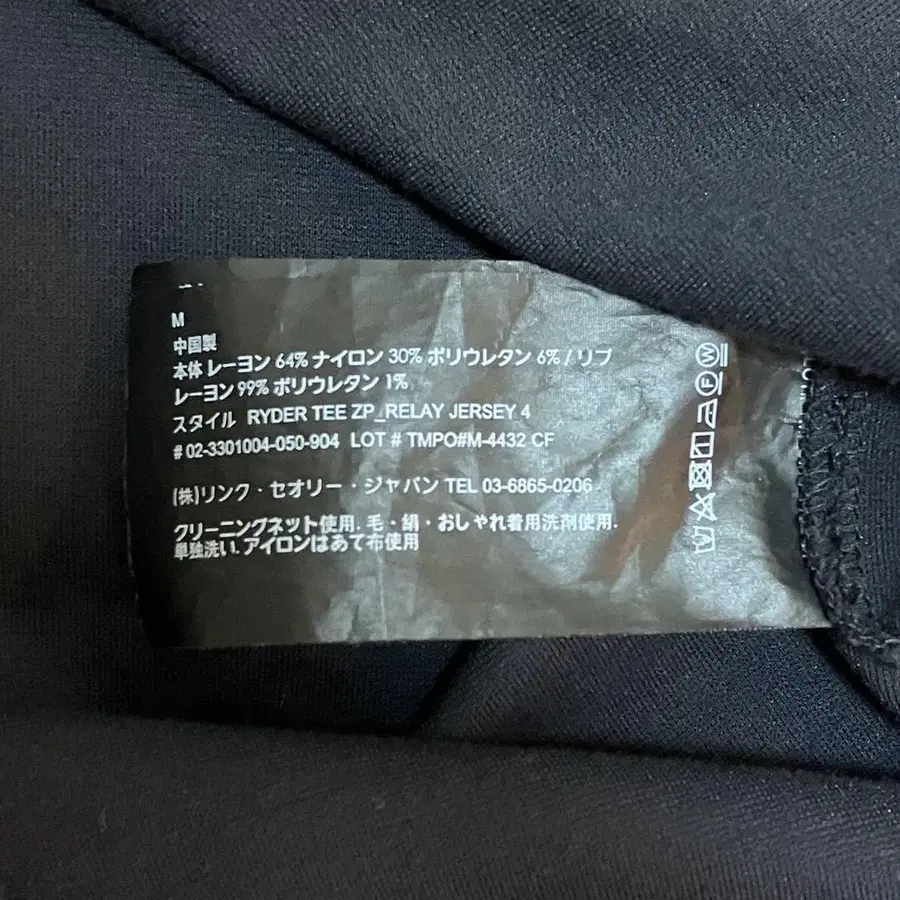 M
中国製
本体 レーヨン 64% ナイロン 30% ポリウレタン 6% / リブ
レーヨン 99% ポリウレタン 1%
スタイル RYDER TEE ZP_RELAY JERSEY 4
# 02-3301004-050-904 LOT # TMPO#M-4432 CF
(株)リンク・セオリー・ジャパン TEL 03-6865-0206
クリーニングネット使用. 毛・絹・おしゃれ着用洗剤使用.
単独洗い. アイロンはあて布使用